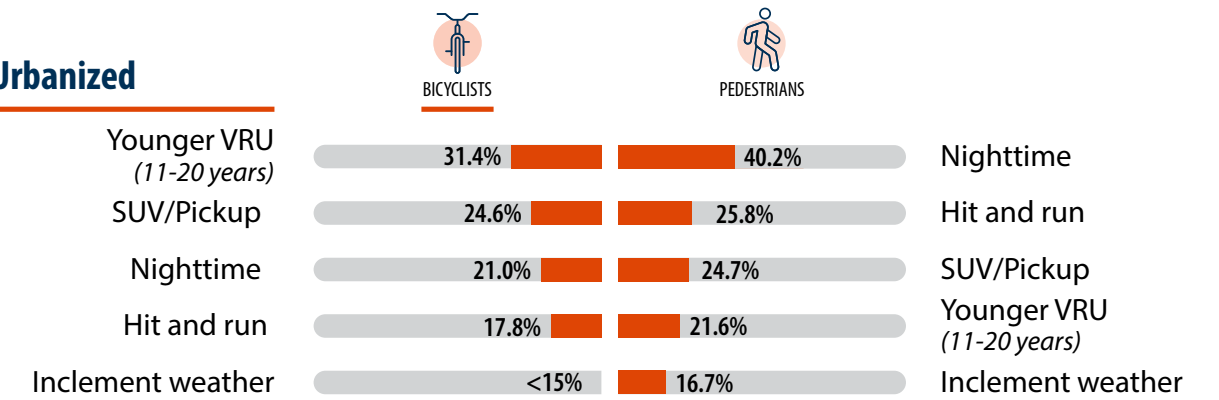 Urbanized
BICYCLISTS
PEDESTRIANS
Younger VRU
(11-20 years)
31.4%
40.2%
Nighttime
SUV/Pickup
24.6%
25.8%
Hit and run
Nighttime
21.0%
24.7%
SUV/Pickup
Hit and run
17.8%
21.6%
Younger VRU
(11-20 years)
Inclement weather
<15%
16.7%
Inclement weather